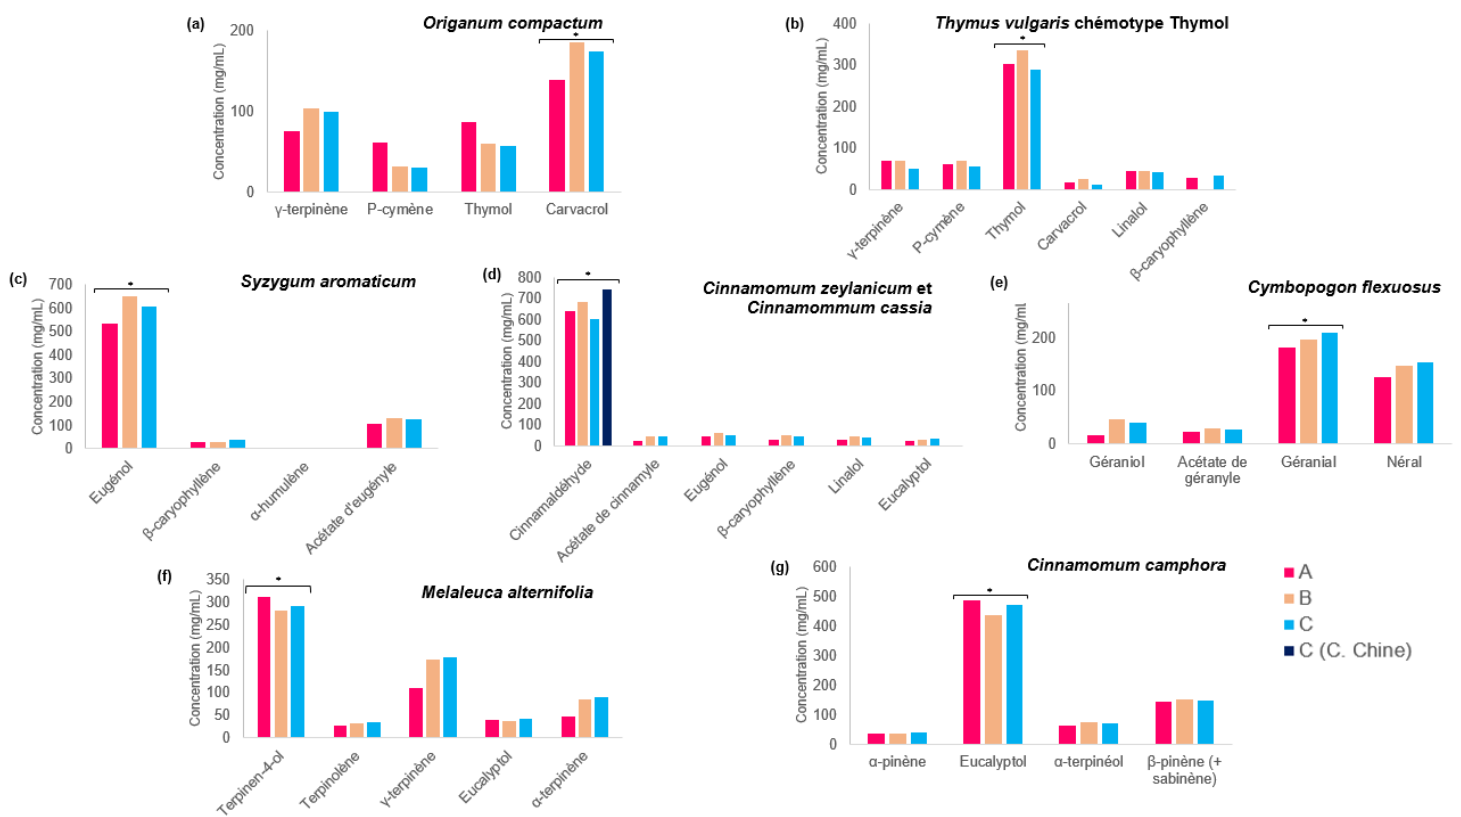 (a)
Origanum compactum
Concentration (mg/mL)
200
100
0
*
γ-terpinène
P-cymène
Thymol
Carvacrol
(b)
Thymus vulgaris chémotype Thymol
Concentration (mg/mL)
400
300
200
100
0
*
γ-terpinène
P-cymène
Thymol
Carvacrol
Linalol
β-caryophyllène
(c)
Syzygum aromaticum
Concentration (mg/mL)
700
600
500
400
300
200
100
0
*
Eugénol
β-caryophyllène
α-humulène
Acétate d'eugényle
(d)
Cinnamomum zeylanicum et
Cinnamommum cassia
Concentration (mg/mL)
800
700
600
500
400
300
200
100
0
*
Cinnamaldéhyde
Acétate de cinnamyle
Eugénol
β-caryophyllène
Linalol
Eucalyptol
(e)
Cymbopogon flexuosus
Concentration (mg/mL
200
100
0
*
Géraniol
Acétate de
géranyle
Géranial
Néral
(f)
Melaleuca alternifolia
Concentration (mg/mL)
350
300
250
200
150
100
50
0
*
Terpinen-4-ol
Terpinolène
γ-terpinène
Eucalyptol
α-terpinène
(g)
Cinnamomum camphora
Concentration (mg/mL)
600
500
400
300
200
100
0
*
α-pinène
Eucalyptol
α-terpinéol
β-pinène (+
sabinène)
A
B
C
C (C. Chine)